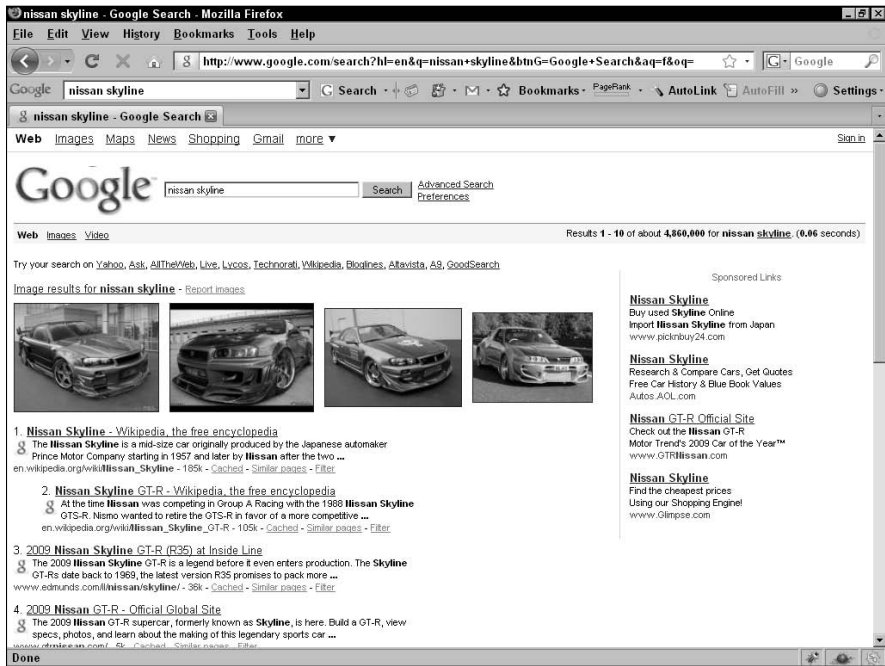 nissan skyline - Google Search - Mozilla Firefox
File Edit View History Bookmarks Tools Help
http://www.google.com/search?hl=en&q=nissan+skyline&btnG=Google+Search&aq=f&oq= G Google
Google nissan skyline G Search Bookmarks PageRank AutoLink AutoFill » Settings
g nissan skyline - Google Search
Web Images Maps News Shopping Gmail more ▼ Sign in
Google nissan skyline Search Advanced Search
Preferences
Web Images Video Results 1 - 10 of about 4,860,000 for nissan skyline. (0.06 seconds)
Try your search on Yahoo, Ask, AllTheWeb, Live, Lycos, Technorati, Wikipedia, Bloglines, Altavista, A9, GoodSearch
Image results for nissan skyline - Report images
1. Nissan Skyline - Wikipedia, the free encyclopedia
The Nissan Skyline is a mid-size car originally produced by the Japanese automaker
Prince Motor Company starting in 1957 and later by Nissan after the two ...
en.wikipedia.org/wiki/Nissan_Skyline - 185k - Cached - Similar pages - Filter
2. Nissan Skyline GT-R - Wikipedia, the free encyclopedia
At the time Nissan was competing in Group A Racing with the 1988 Nissan Skyline
GTS-R. Nismo wanted to retire the GTS-R in favor of a more competitive ...
en.wikipedia.org/wiki/Nissan_Skyline_GT-R - 105k - Cached - Similar pages - Filter
3. 2009 Nissan Skyline GT-R (R35) at Inside Line
The 2009 Nissan Skyline GT-R is a legend before it even enters production. The Skyline
GT-Rs date back to 1969, the latest version R35 promises to pack more ...
www.edmunds.com/il/nissan/skyline/ - 36k - Cached - Similar pages - Filter
4. 2009 Nissan GT-R - Official Global Site
The 2009 Nissan GT-R supercar, formerly known as Skyline, is here. Build a GT-R, view
specs, photos, and learn about the making of this legendary sports car ...
www.gtrnissan.com/ - 5k - Cached - Similar pages - Filter
Sponsored Links
Nissan Skyline
Buy used Skyline Online
Import Nissan Skyline from Japan
www.picknbuy24.com
Nissan Skyline
Research & Compare Cars, Get Quotes
Free Car History & Blue Book Values
Autos.AOL.com
Nissan GT-R Official Site
Check out the Nissan GT-R
Motor Trend's 2009 Car of the Year™
www.GTRNissan.com
Nissan Skyline
Find the cheapest prices
Using our Shopping Engine!
www.Glimpse.com
Done